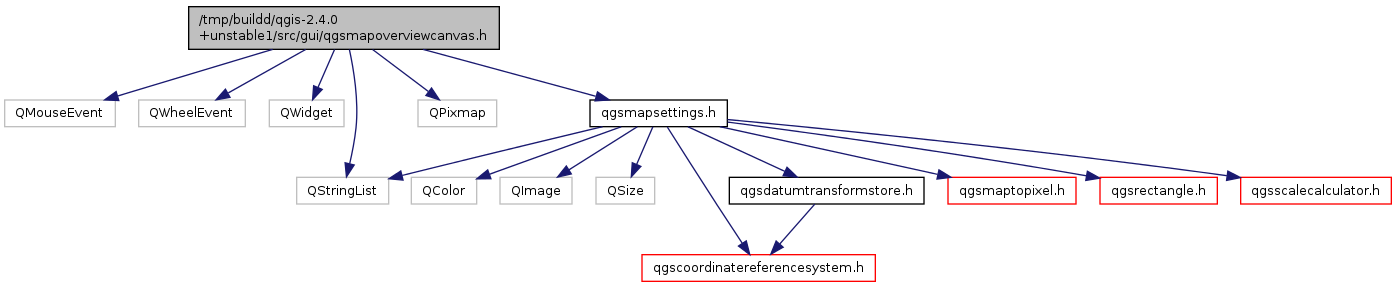 /tmp/buildd/qgis-2.4.0
+unstable1/src/gui/qgsmapoverviewcanvas.h
QMouseEvent
QWheelEvent
QWidget
QPixmap
qgsmapsettings.h
QStringList
QColor
QImage
QSize
qgsdatumtransformstore.h
qgsmaptopixel.h
qgsrectangle.h
qgsscalecalculator.h
qgscoordinatereferencesystem.h